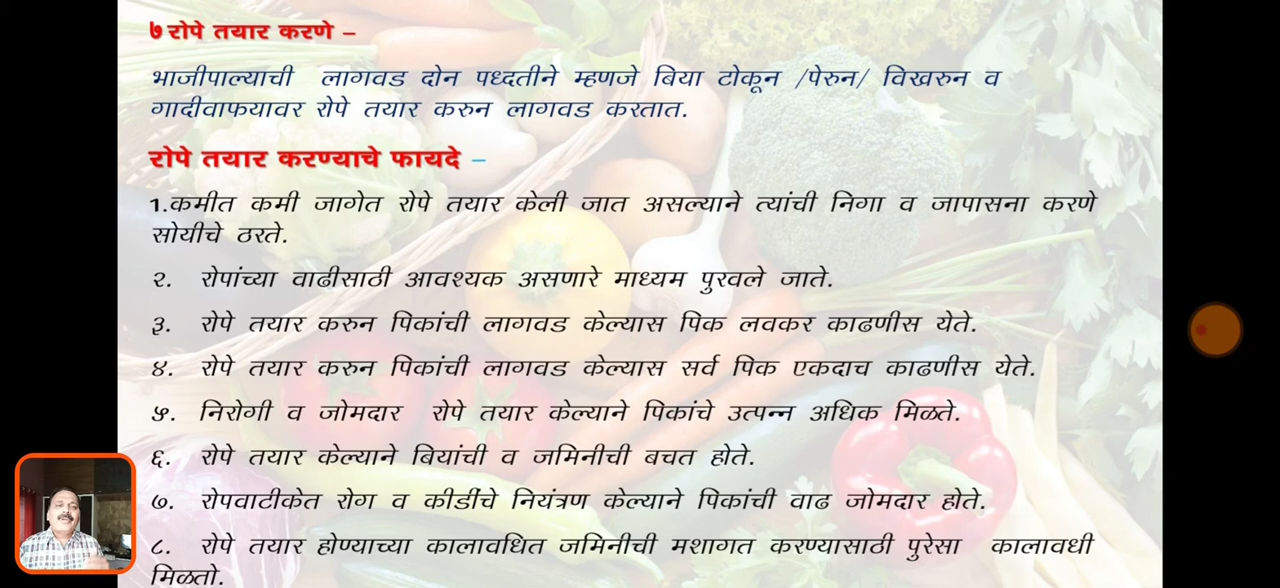 ७ रोपे तयार करणे –
भाजीपाल्याची लागवड दोन पध्दतीने म्हणजे बिया टोकून /पेरुन/ विखरुन व
गादीवाफयावर रोपे तयार करुन लागवड करतात.
रोपे तयार करण्याचे फायदे –
1.कमीत कमी जागेत रोपे तयार केली जात असल्याने त्यांची निगा व जापासना करणे
सोयीचे ठरते.
२. रोपांच्या वाढीसाठी आवश्यक असणारे माध्यम पुरवले जाते.
३. रोपे तयार करुन पिकांची लागवड केल्यास पिक लवकर काढणीस येते.
४. रोपे तयार करुन पिकांची लागवड केल्यास सर्व पिक एकदाच काढणीस येते.
५. निरोगी व जोमदार रोपे तयार केल्याने पिकांचे उत्पन्न अधिक मिळते.
६. रोपे तयार केल्याने बियांची व जमिनीची बचत होते.
७. रोपवाटीकेत रोग व कीडींचे नियंत्रण केल्याने पिकांची वाढ जोमदार होते.
८. रोपे तयार होण्याच्या कालावधित जमिनीची मशागत करण्यासाठी पुरेसा कालावधी
मिळतो.